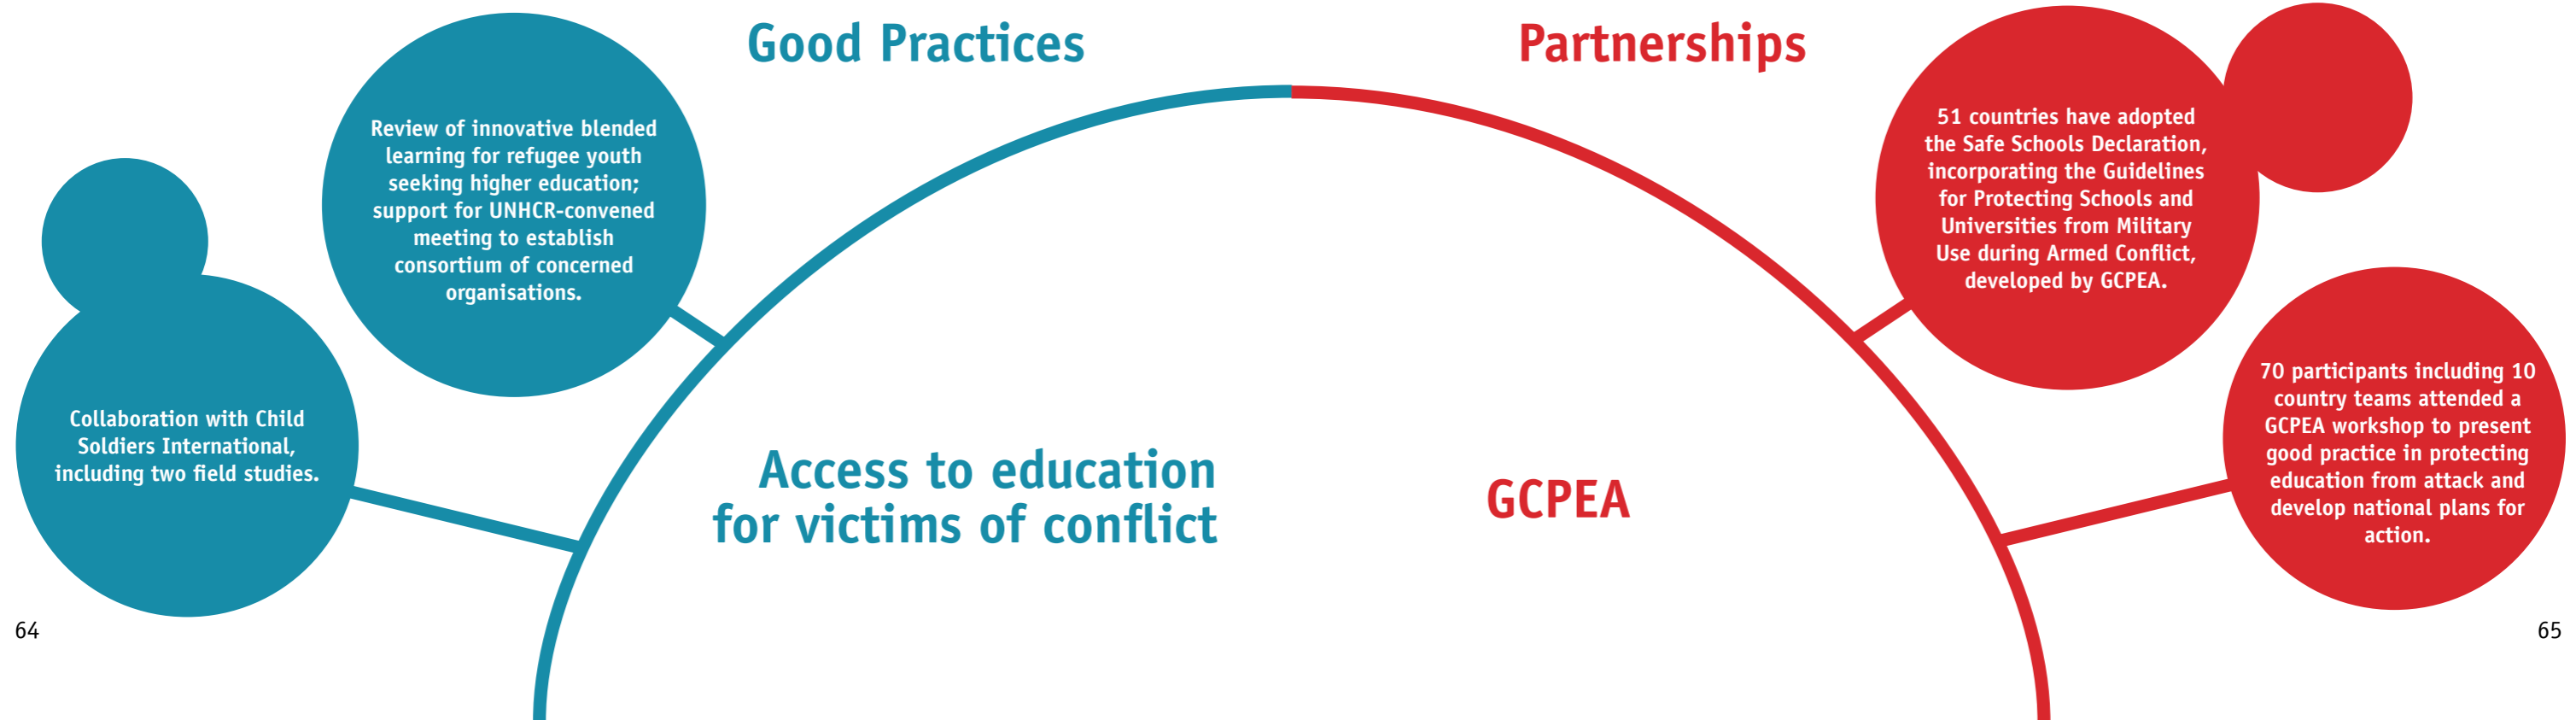 Good Practices
Review of innovative blended
learning for refugee youth
seeking higher education;
support for UNHCR-convened
meeting to establish
consortium of concerned
organisations.
Collaboration with Child
Soldiers International,
including two field studies.
Access to education
for victims of conflict
64
Partnerships
51 countries have adopted
the Safe Schools Declaration,
incorporating the Guidelines
for Protecting Schools and
Universities from Military
Use during Armed Conflict,
developed by GCPEA.
GCPEA
70 participants including 10
country teams attended a
GCPEA workshop to present
good practice in protecting
education from attack and
develop national plans for
action.
65